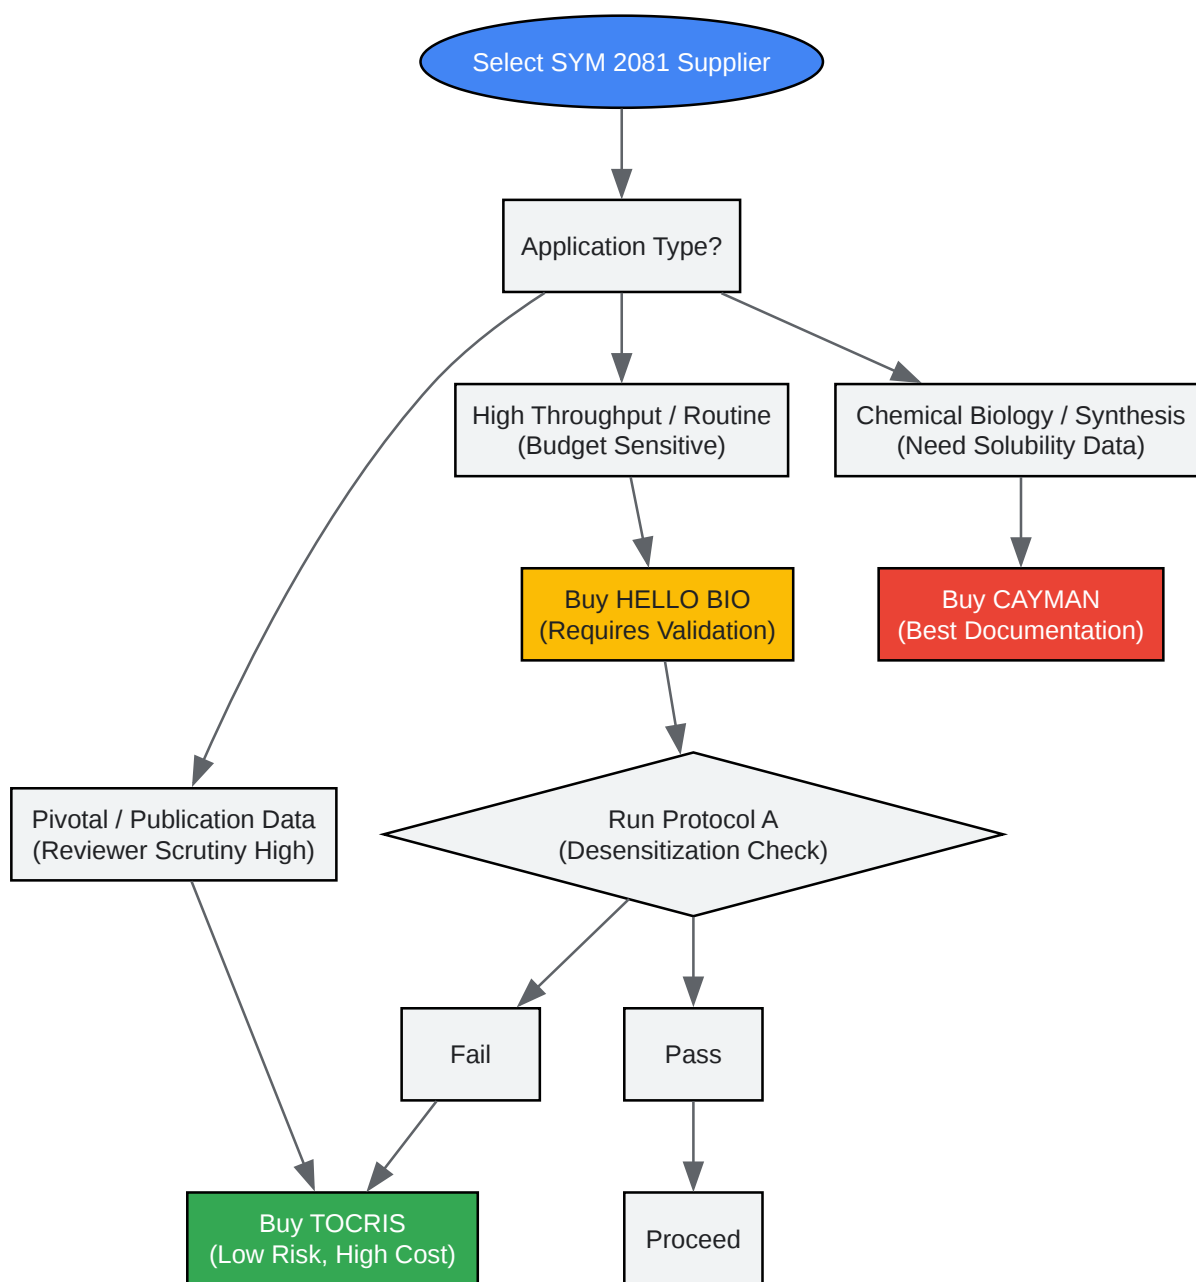 Select SYM 2081 Supplier
Application Type?
High Throughput / Routine
(Budget Sensitive)
Chemical Biology / Synthesis
(Need Solubility Data)
Buy HELLO BIO
(Requires Validation)
Buy CAYMAN
(Best Documentation)
Pivotal / Publication Data
(Reviewer Scrutiny High)
Run Protocol A
(Desensitization Check)
Fail
Pass
Buy TOCRIS
(Low Risk, High Cost)
Proceed